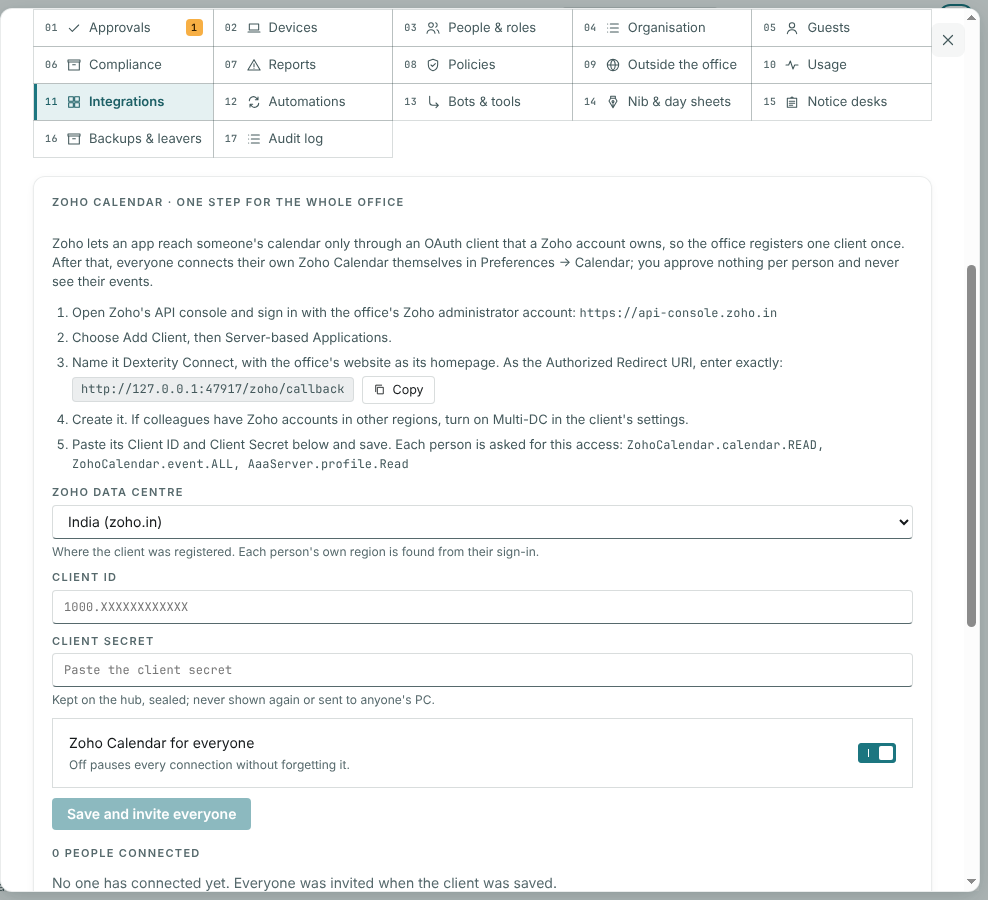 01 Approvals 1
02 Devices
03 People & roles
04 Organisation
05 Guests
06 Compliance
07 Reports
08 Policies
09 Outside the office
10 Usage
11 Integrations
12 Automations
13 Bots & tools
14 Nib & day sheets
15 Notice desks
16 Backups & leavers
17 Audit log
ZOHO CALENDAR · ONE STEP FOR THE WHOLE OFFICE
Zoho lets an app reach someone's calendar only through an OAuth client that a Zoho account owns, so the office registers one client once.
After that, everyone connects their own Zoho Calendar themselves in Preferences → Calendar; you approve nothing per person and never
see their events.
1. Open Zoho's API console and sign in with the office's Zoho administrator account: https://api-console.zoho.in
2. Choose Add Client, then Server-based Applications.
3. Name it Dexterity Connect, with the office's website as its homepage. As the Authorized Redirect URI, enter exactly:
http://127.0.0.1:47917/zoho/callback Copy
4. Create it. If colleagues have Zoho accounts in other regions, turn on Multi-DC in the client's settings.
5. Paste its Client ID and Client Secret below and save. Each person is asked for this access: ZohoCalendar.calendar.READ,
ZohoCalendar.event.ALL, AaaServer.profile.Read
ZOHO DATA CENTRE
India (zoho.in)
Where the client was registered. Each person's own region is found from their sign-in.
CLIENT ID
1000.XXXXXXXXXXXX
CLIENT SECRET
Paste the client secret
Kept on the hub, sealed; never shown again or sent to anyone's PC.
Zoho Calendar for everyone
Off pauses every connection without forgetting it.
Save and invite everyone
0 PEOPLE CONNECTED
No one has connected yet. Everyone was invited when the client was saved.